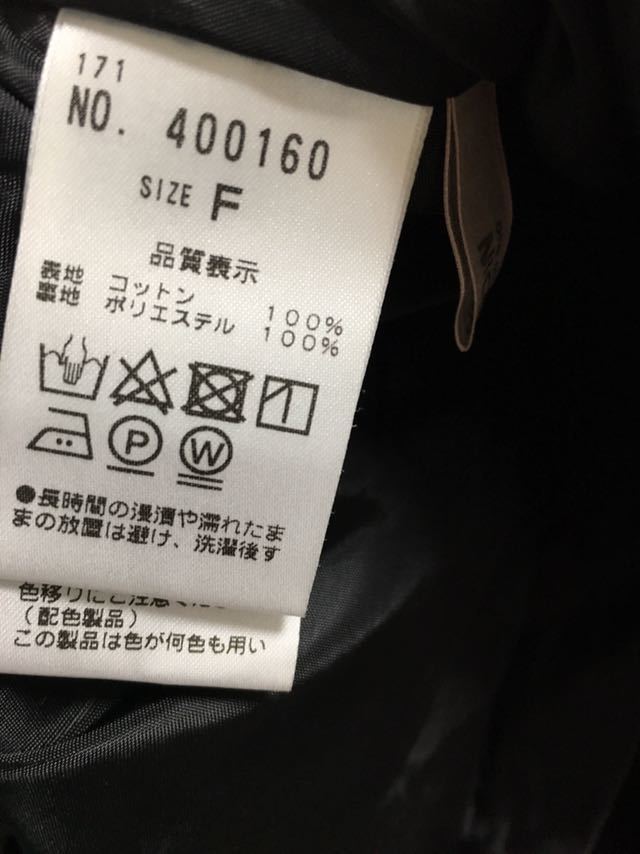 171
NO. 400160
SIZE F
品質表示
表地 コットン 100%
裏地 ポリエステル 100%
P
W
●長時間の浸漬や濡れたま
まの放置は避け、洗濯後す
色移りにご注意くださ
（配色製品）
この製品は色が何色も用い